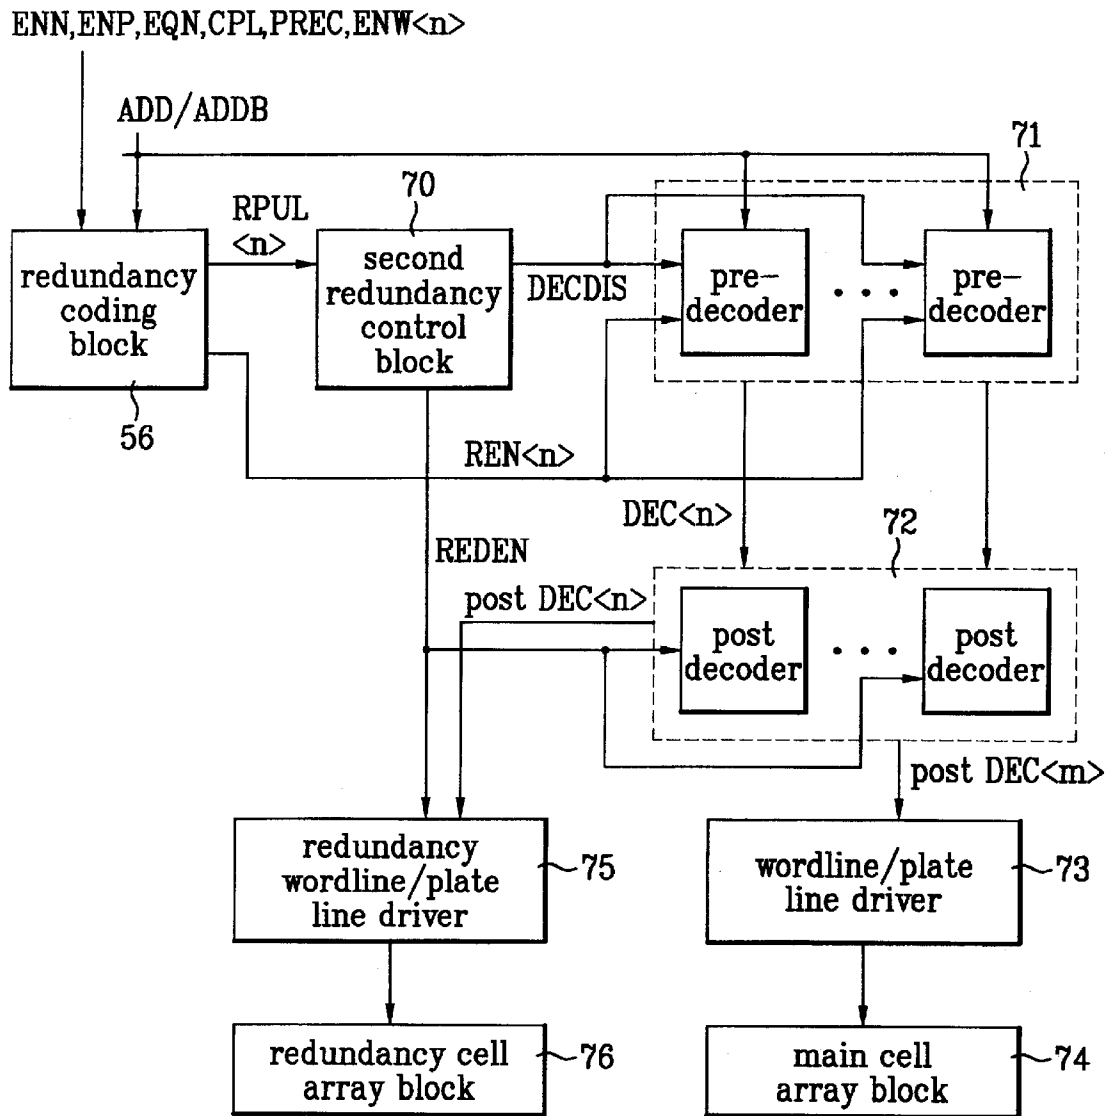 ENN,ENP,EQN,CPL,PREC,ENW<n>
ADD/ADDB
71
70
RPUL
<n>
redundancy
coding
block
second
redundancy
control
block
DECDIS
pre-
decoder
• • •
pre-
decoder
56
REN<n>
DEC<n>
72
REDEN
post DEC<n>
post
decoder
• • •
post
decoder
post DEC<m>
redundancy
wordline/plate
line driver
75
wordline/plate
line driver
73
redundancy cell
array block
76
main cell
array block
74